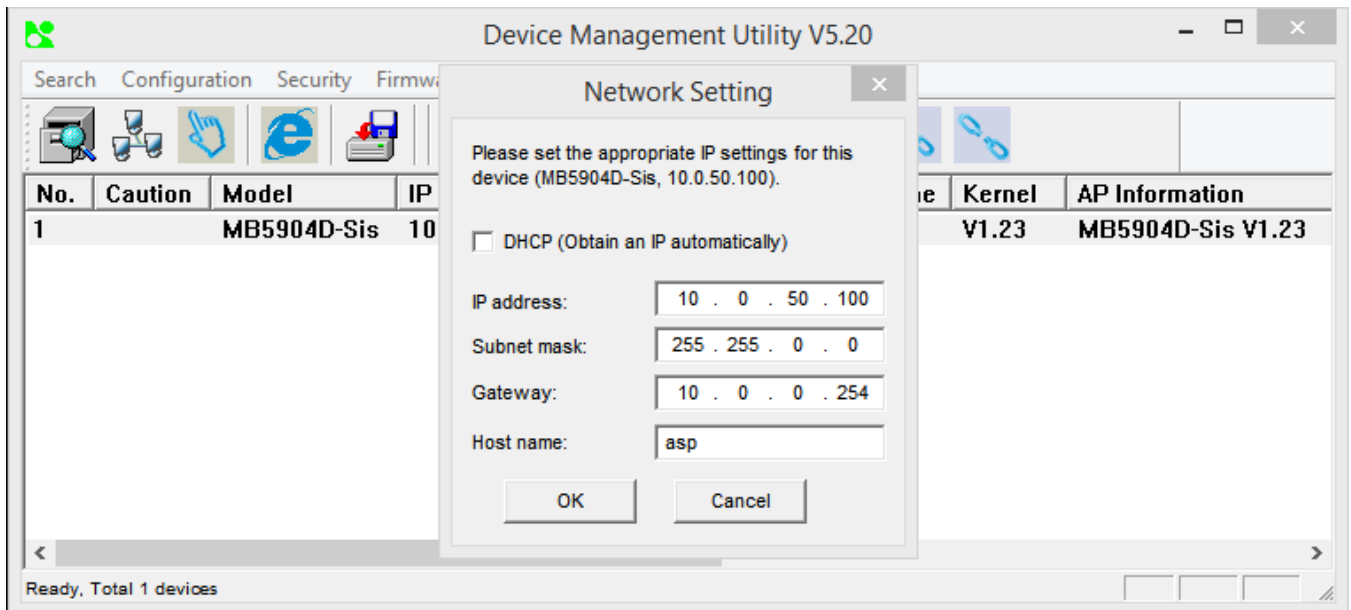 Device Management Utility V5.20
Search Configuration Security
Network Setting
Please set the appropriate IP settings for this
device (MB5904D-Sis, 10.0.50.100).
No. Caution Model IP Kernel AP Information
1 MB5904D-Sis 10 V1.23 MB5904D-Sis V1.23
DHCP (Obtain an IP automatically)
IP address: 10 . 0 . 50 . 100
Subnet mask: 255 . 255 . 0 . 0
Gateway: 10 . 0 . 0 . 254
Host name: asp
OK Cancel
Ready, Total 1 devices